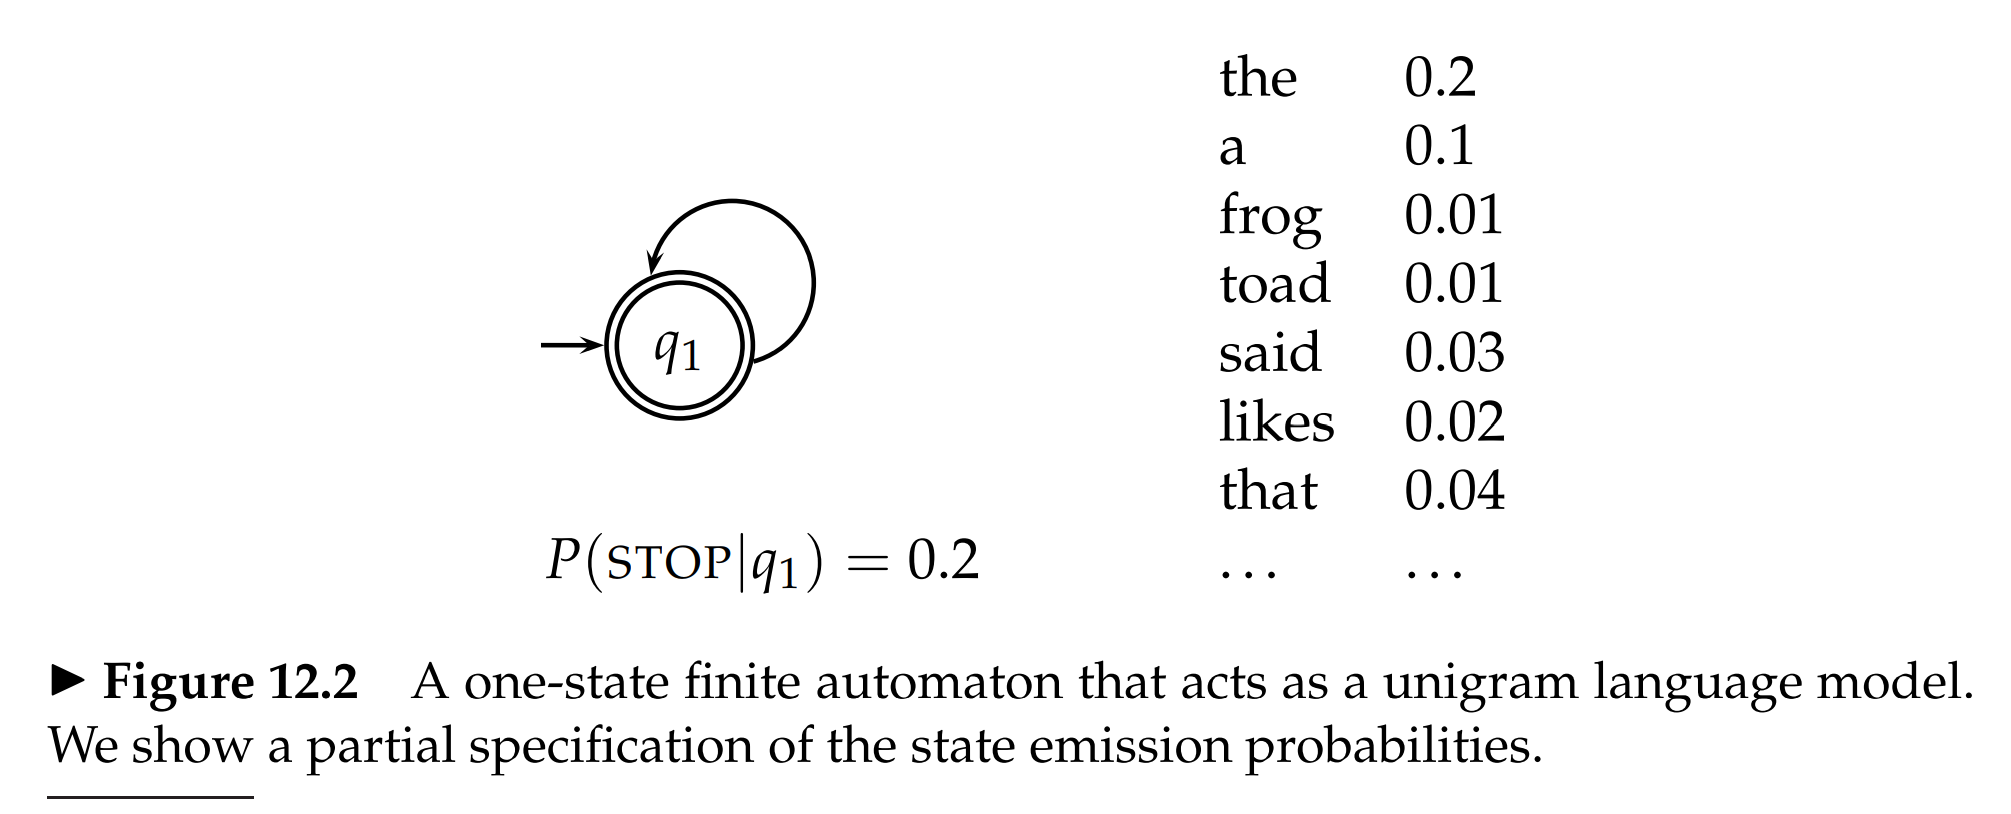 the 0.2
a 0.1
frog 0.01
toad 0.01
said 0.03
likes 0.02
that 0.04
... ...
q₁
P(STOP|q₁) = 0.2
► Figure 12.2 A one-state finite automaton that acts as a unigram language model.
We show a partial specification of the state emission probabilities.